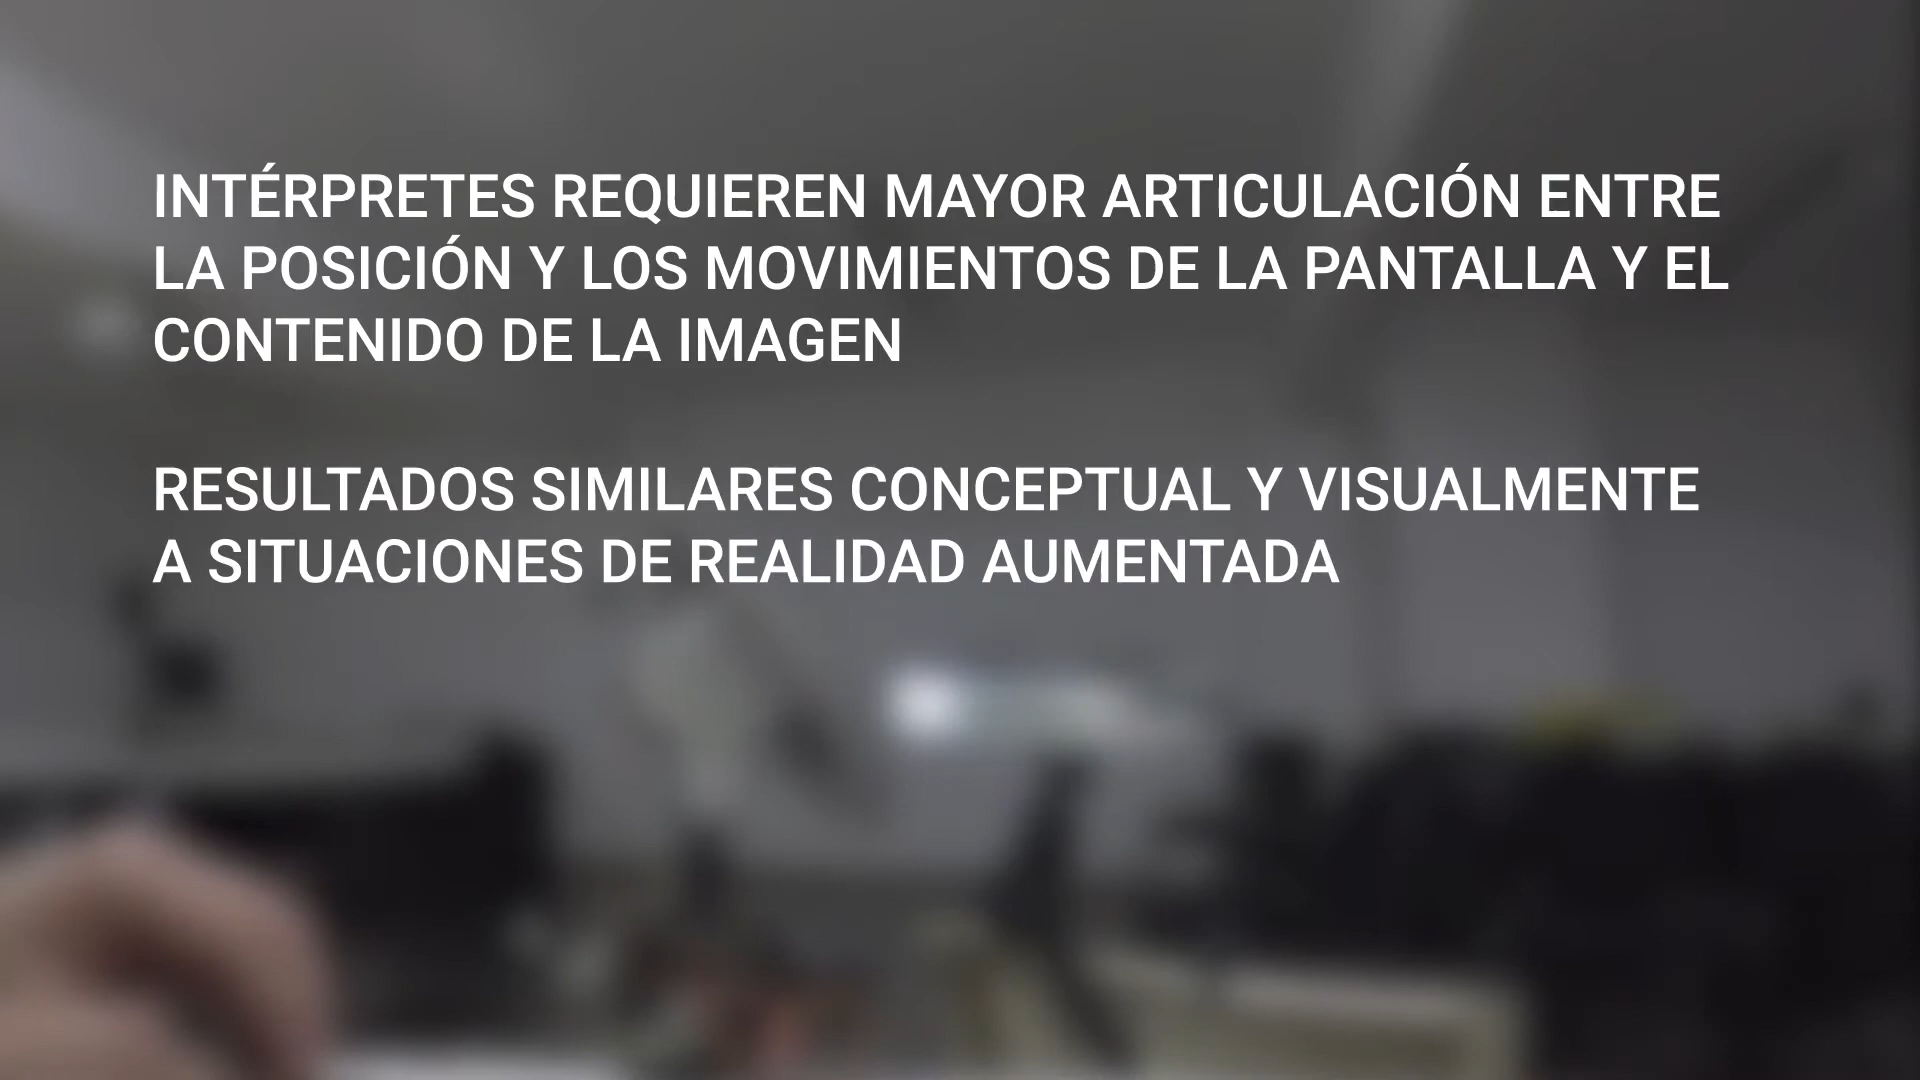 INTÉRPRETES REQUIEREN MAYOR ARTICULACIÓN ENTRE
LA POSICIÓN Y LOS MOVIMIENTOS DE LA PANTALLA Y EL
CONTENIDO DE LA IMAGEN
RESULTADOS SIMILARES CONCEPTUAL Y VISUALMENTE
A SITUACIONES DE REALIDAD AUMENTADA